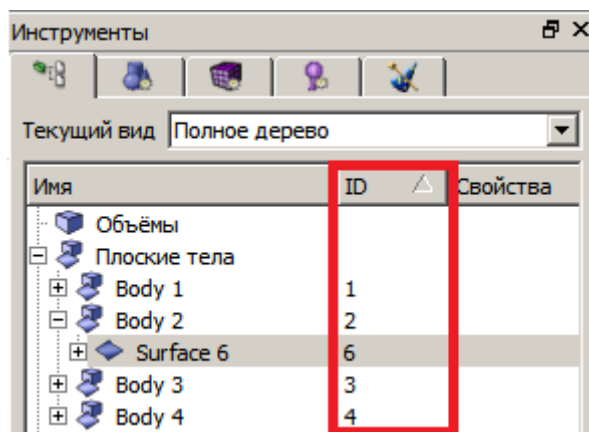 Инструменты
Текущий вид Полное дерево
Имя ID Свойства
Объёмы
Плоские тела
Body 1 1
Body 2 2
Surface 6 6
Body 3 3
Body 4 4